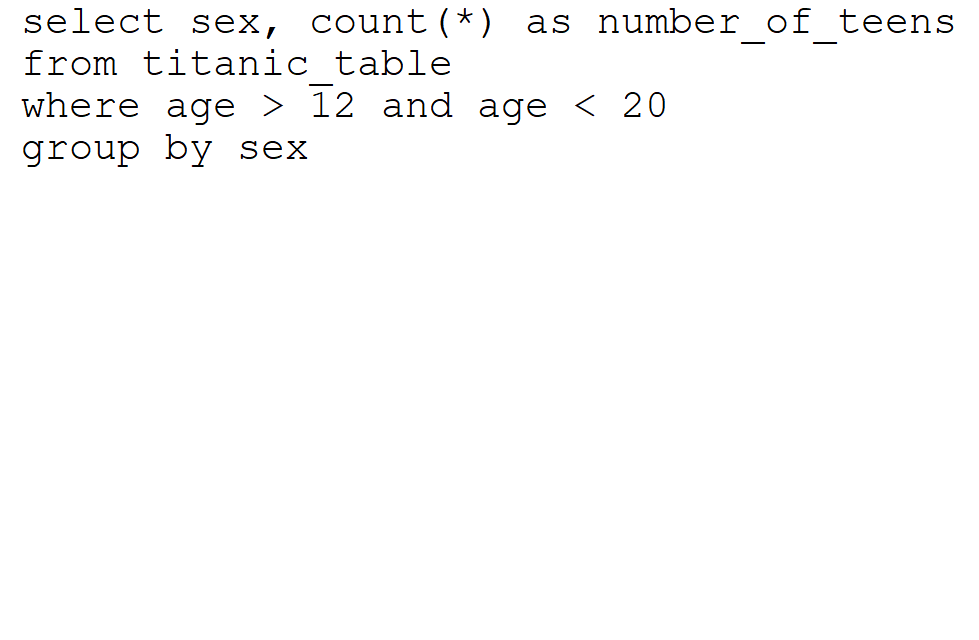 select sex, count(*) as number_of_teens
from titanic_table
where age > 12 and age < 20
group by sex